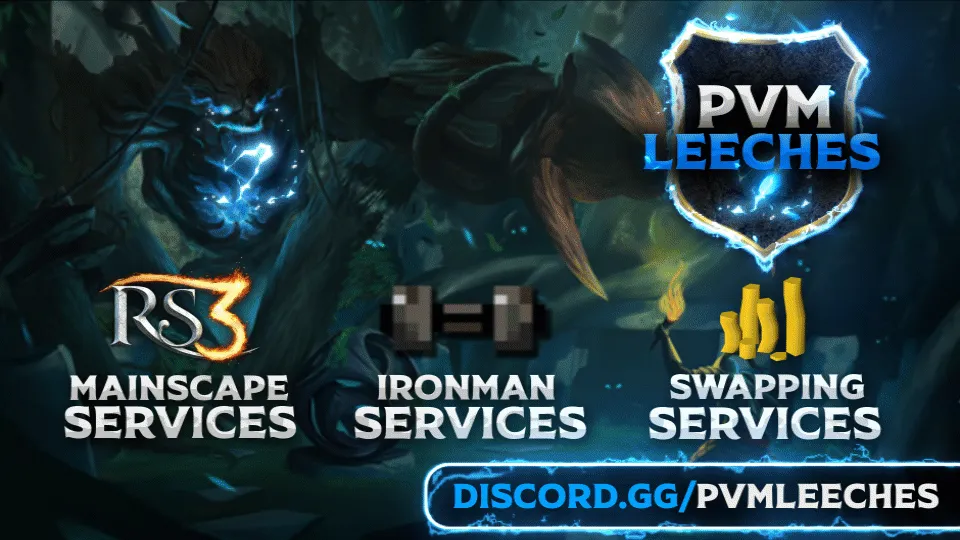 PVM
LEECHES
RS3
MAINSCAPE
SERVICES
IRONMAN
SERVICES
SWAPPING
SERVICES
DISCORD.GG/PVMLEECHES